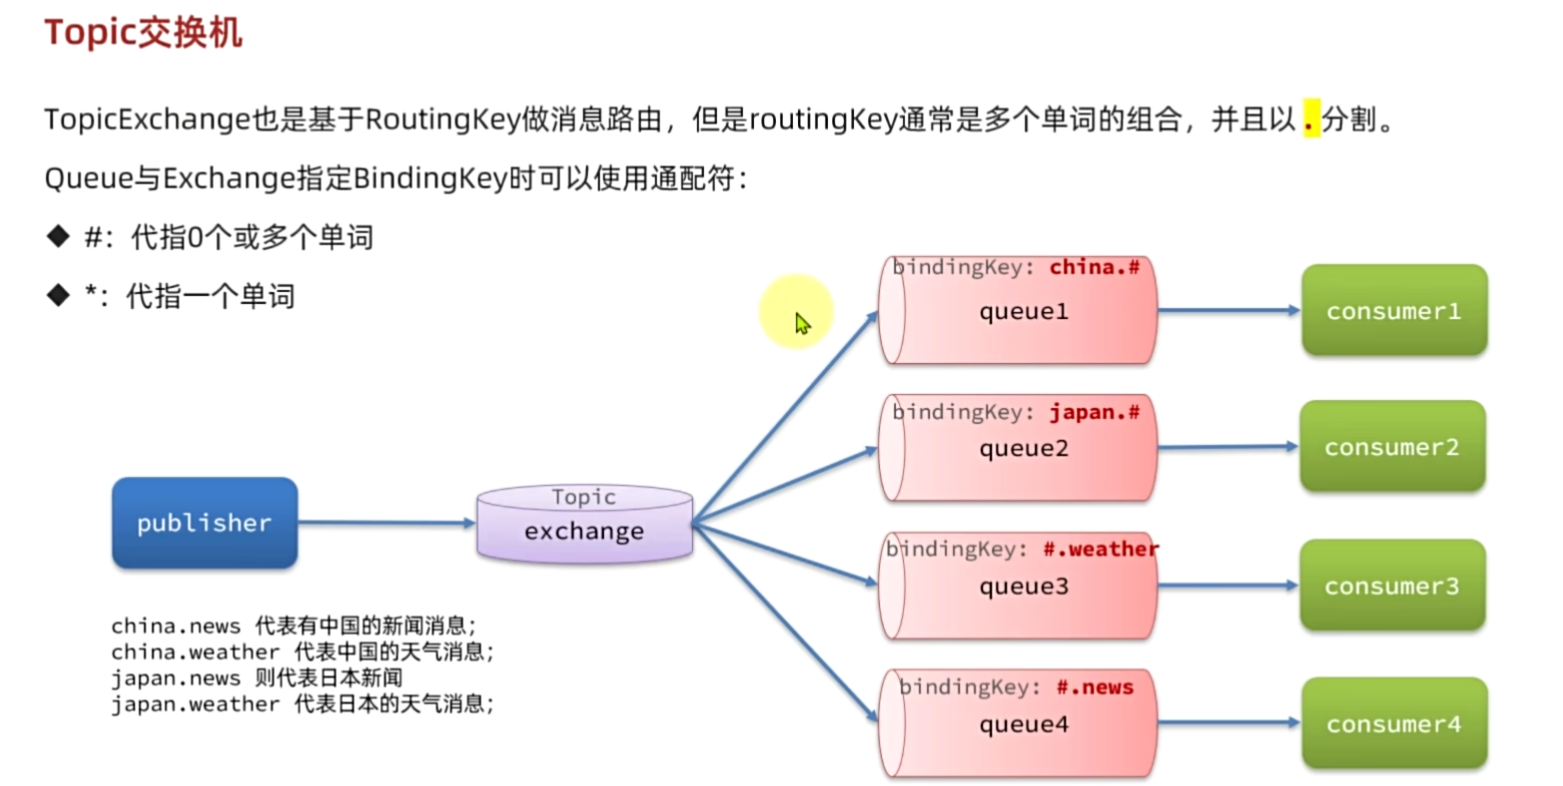 Topic交换机
TopicExchange也是基于RoutingKey做消息路由，但是routingKey通常是多个单词的组合，并且以 . 分割。
Queue与Exchange指定BindingKey时可以使用通配符：
◆ #：代指0个或多个单词
◆ *：代指一个单词
bindingKey: china.#
queue1
consumer1
bindingKey: japan.#
queue2
consumer2
publisher
Topic
exchange
bindingKey: #.weather
queue3
consumer3
bindingKey: #.news
queue4
consumer4
china.news 代表有中国的新闻消息;
china.weather 代表中国的天气消息;
japan.news 则代表日本新闻
japan.weather 代表日本的天气消息;